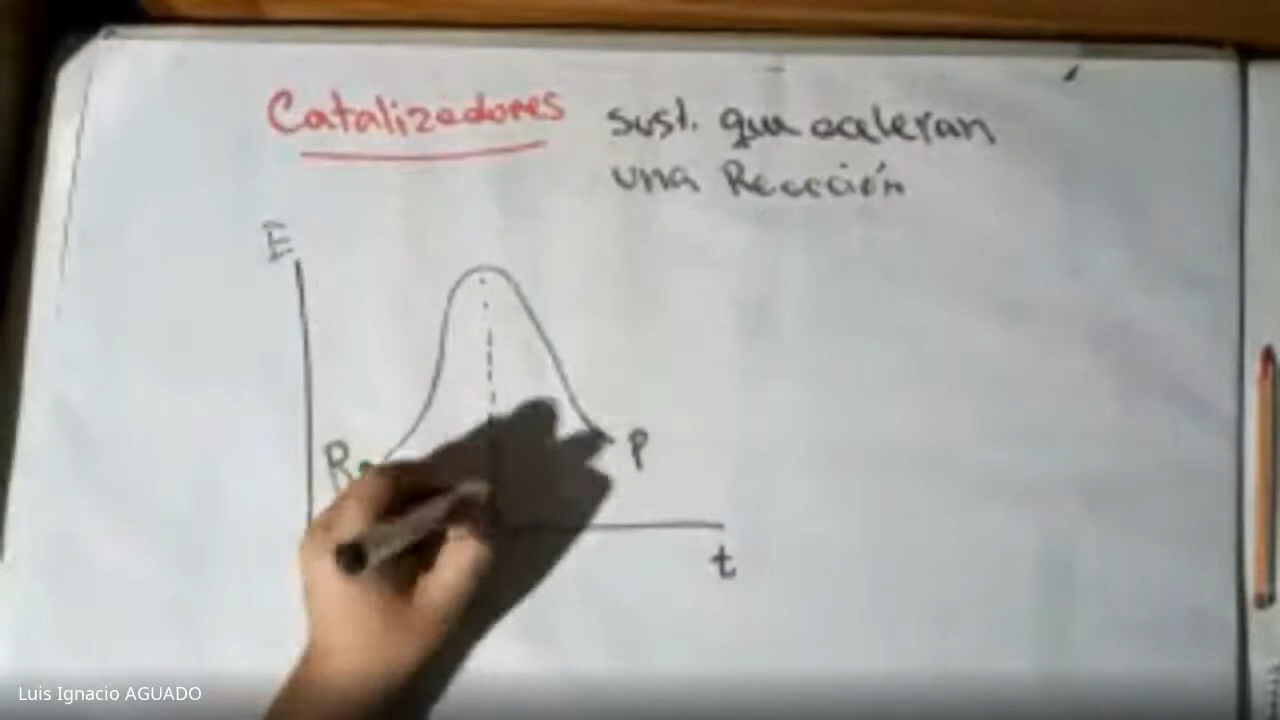 Catalizadores sust. que aceleran
una Reacción
E
R
P
t
Luis Ignacio AGUADO